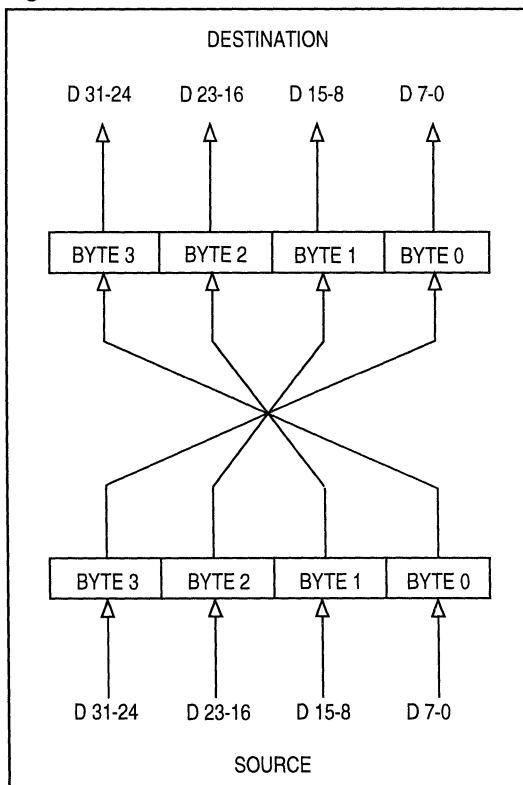 DESTINATION
D 31-24 D 23-16 D 15-8 D 7-0
BYTE 3 BYTE 2 BYTE 1 BYTE 0
BYTE 3 BYTE 2 BYTE 1 BYTE 0
D 31-24 D 23-16 D 15-8 D 7-0
SOURCE